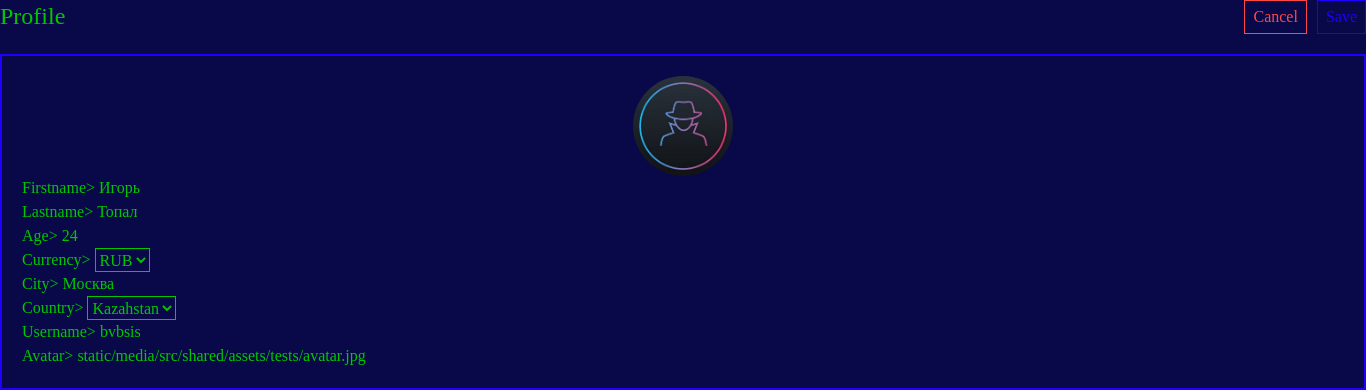 Profile
Cancel
Save
Firstname> Игорь
Lastname> Топал
Age> 24
Currency> RUB
City> Москва
Country> Kazahstan
Username> bvbsis
Avatar> static/media/src/shared/assets/tests/avatar.jpg